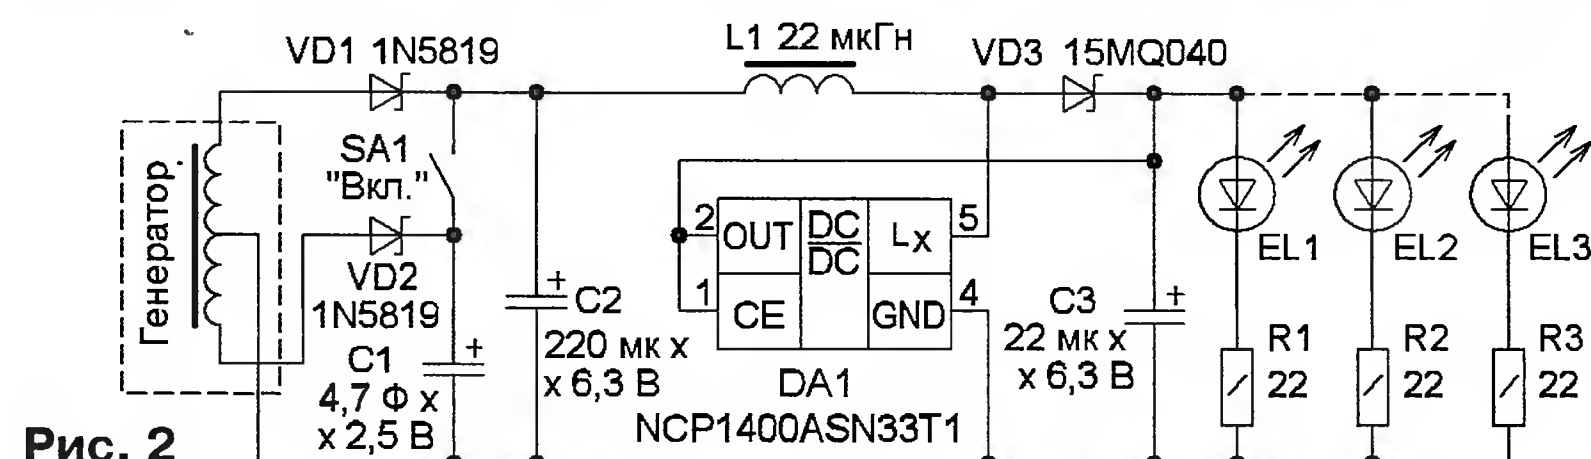 VD1 1N5819
L1 22 мкГн
VD3 15MQ040
SA1
"Вкл."
Генератор
VD2
1N5819
C1
4,7 Ф x
x 2,5 В
C2
220 мк x
x 6,3 В
2
OUT
DC
DC
Lx
5
1
CE
GND
4
DA1
NCP1400ASN33T1
C3
22 мк x
x 6,3 В
EL1
EL2
EL3
R1
22
R2
22
R3
22
+
+
+
Рис. 2